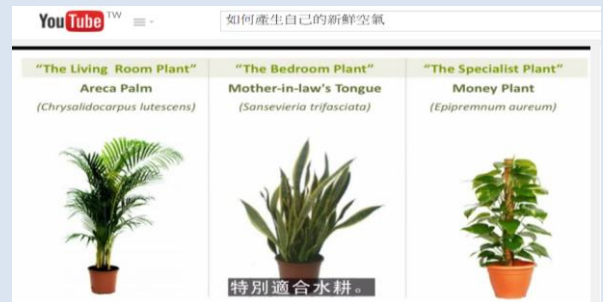 YouTube TW
如何產生自己的新鮮空氣
"The Living Room Plant"
Areca Palm
(Chrysalidocarpus lutescens)
"The Bedroom Plant"
Mother-in-law's Tongue
(Sansevieria trifasciata)
"The Specialist Plant"
Money Plant
(Epipremnum aureum)
特別適合水耕。